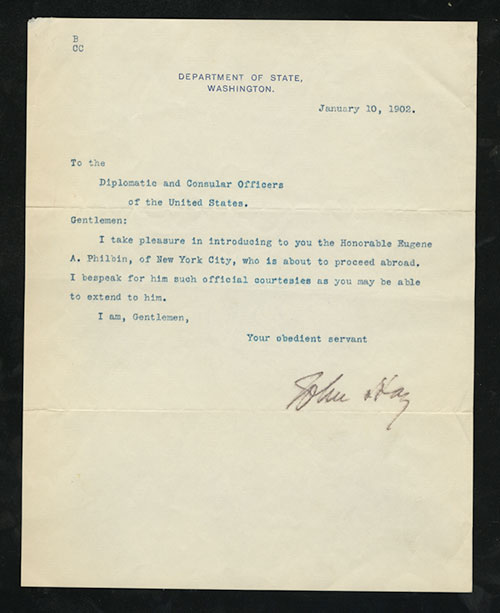 B
CC
DEPARTMENT OF STATE,
WASHINGTON.
January 10, 1902.
To the
Diplomatic and Consular Officers
of the United States.
Gentlemen:
I take pleasure in introducing to you the Honorable Eugene
A. Philbin, of New York City, who is about to proceed abroad.
I bespeak for him such official courtesies as you may be able
to extend to him.
I am, Gentlemen,
Your obedient servant
John Hay